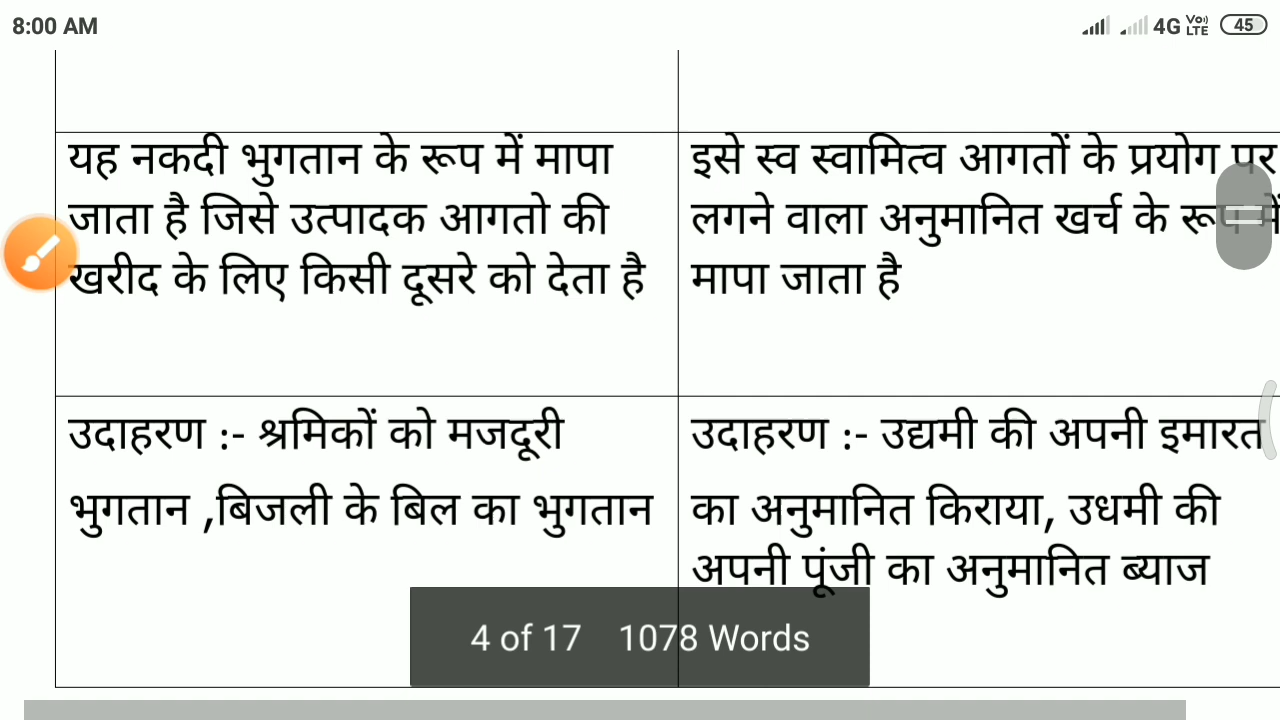 8:00 AM
4G VoLTE 45
यह नकदी भुगतान के रूप में मापा
जाता है जिसे उत्पादक आगतो की
खरीद के लिए किसी दूसरे को देता है
इसे स्व स्वामित्व आगतों के प्रयोग पर
लगने वाला अनुमानित खर्च के रूप में
मापा जाता है
उदाहरण :- श्रमिकों को मजदूरी
भुगतान ,बिजली के बिल का भुगतान
उदाहरण :- उद्यमी की अपनी इमारत
का अनुमानित किराया, उधमी की
अपनी पूंजी का अनुमानित ब्याज
4 of 17 1078 Words